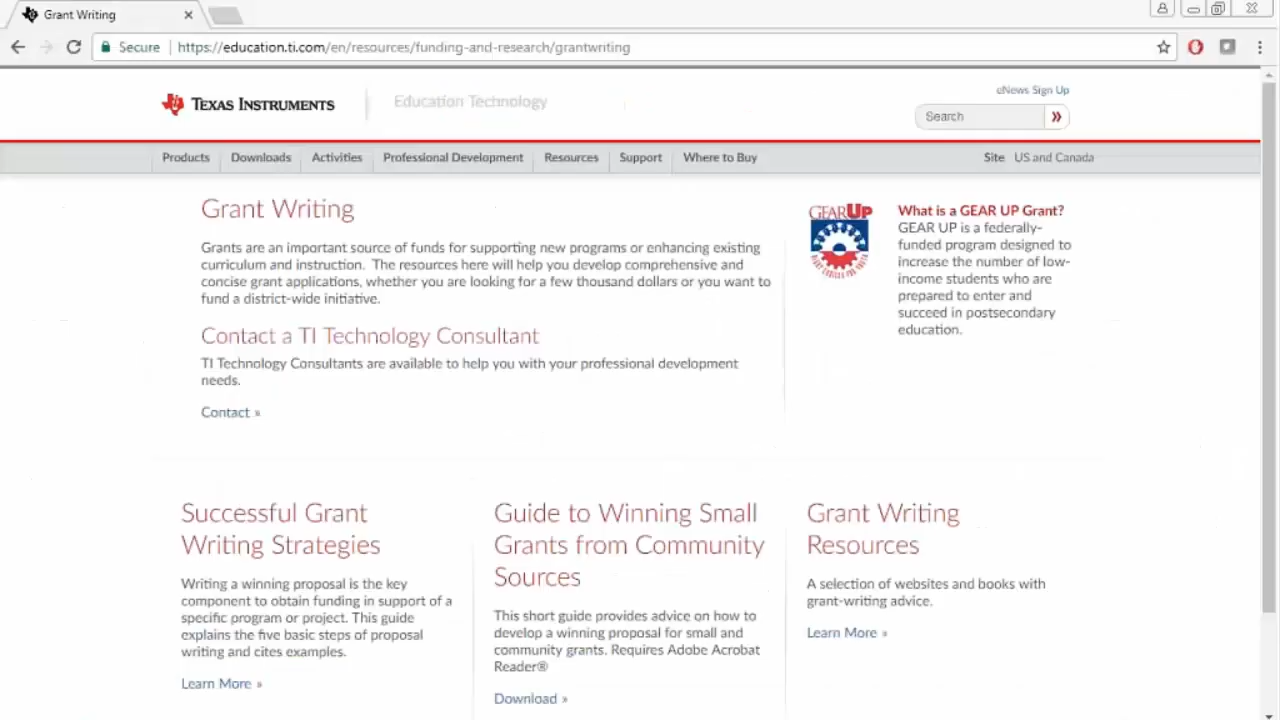 Grant Writing
Secure
https://education.ti.com/en/resources/funding-and-research/grantwriting
TEXAS INSTRUMENTS
Education Technology
eNews Sign Up
Search
Products
Downloads
Activities
Professional Development
Resources
Support
Where to Buy
Site US and Canada
Grant Writing
Grants are an important source of funds for supporting new programs or enhancing existing
curriculum and instruction. The resources here will help you develop comprehensive and
concise grant applications, whether you are looking for a few thousand dollars or you want to
fund a district-wide initiative.
Contact a TI Technology Consultant
TI Technology Consultants are available to help you with your professional development
needs.
Contact »
GEARUP
What is a GEAR UP Grant?
GEAR UP is a federally-
funded program designed to
increase the number of low-
income students who are
prepared to enter and
succeed in postsecondary
education.
Successful Grant
Writing Strategies
Writing a winning proposal is the key
component to obtain funding in support of a
specific program or project. This guide
explains the five basic steps of proposal
writing and cites examples.
Learn More »
Guide to Winning Small
Grants from Community
Sources
This short guide provides advice on how to
develop a winning proposal for small and
community grants. Requires Adobe Acrobat
Reader®
Download »
Grant Writing
Resources
A selection of websites and books with
grant-writing advice.
Learn More »